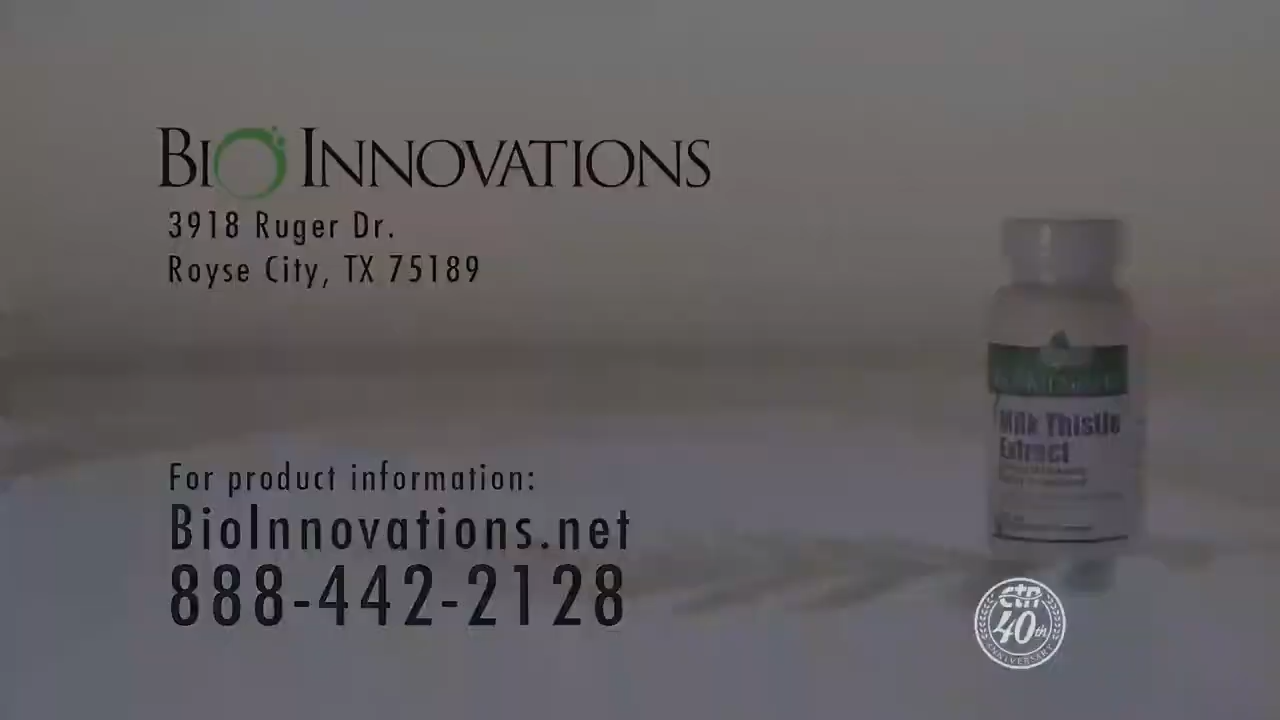 BIO INNOVATIONS
3918 Ruger Dr.
Royse City, TX 75189
For product information:
BioInnovations.net
888-442-2128
Milk Thistle
Extract
ctn
40th
ANNIVERSARY